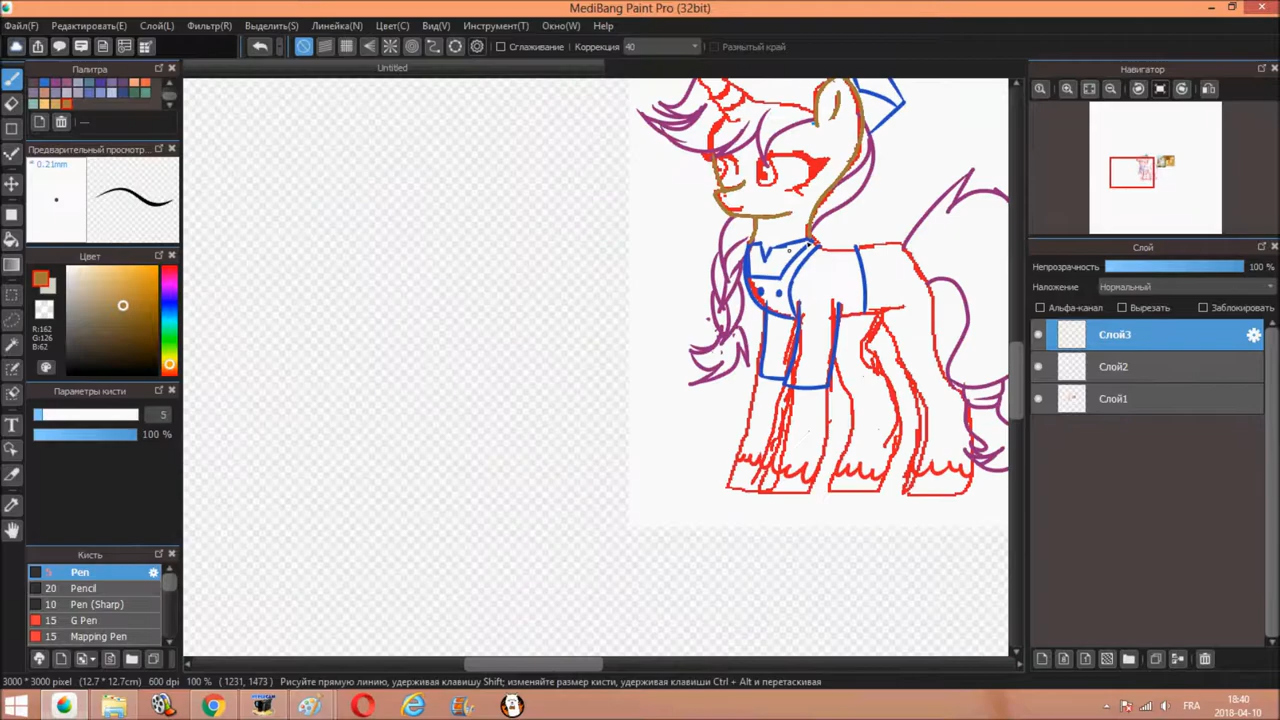 MediBang Paint Pro (32bit)
Файл(F) Редактировать(E) Слой(L) Фильтр(R) Выделить(S) Линейка(N) Цвет(C) Вид(V) Инструмент(T) Окно(W) Help
Сглаживание Коррекция 40 Размытый край
Палитра
Untitled
Навигатор
---
Предварительный просмотр
* 0.21mm
Цвет
R:162
G:126
B:62
Слой
Непрозрачность 100 %
Наложение Нормальный
Альфа-канал Вырезать Заблокировать
Слой3
Слой2
Слой1
Параметры кисти
5
100 %
Кисть
5 Pen
20 Pencil
10 Pen (Sharp)
15 G Pen
15 Mapping Pen
3000 * 3000 pixel (12.7 * 12.7cm) 600 dpi 100 % ( 1231, 1473 ) Рисуйте прямую линию, удерживая клавишу Shift; изменяйте размер кисти, удерживая клавиши Ctrl + Alt и перетаскивая
FRA
18:40
2018-04-10